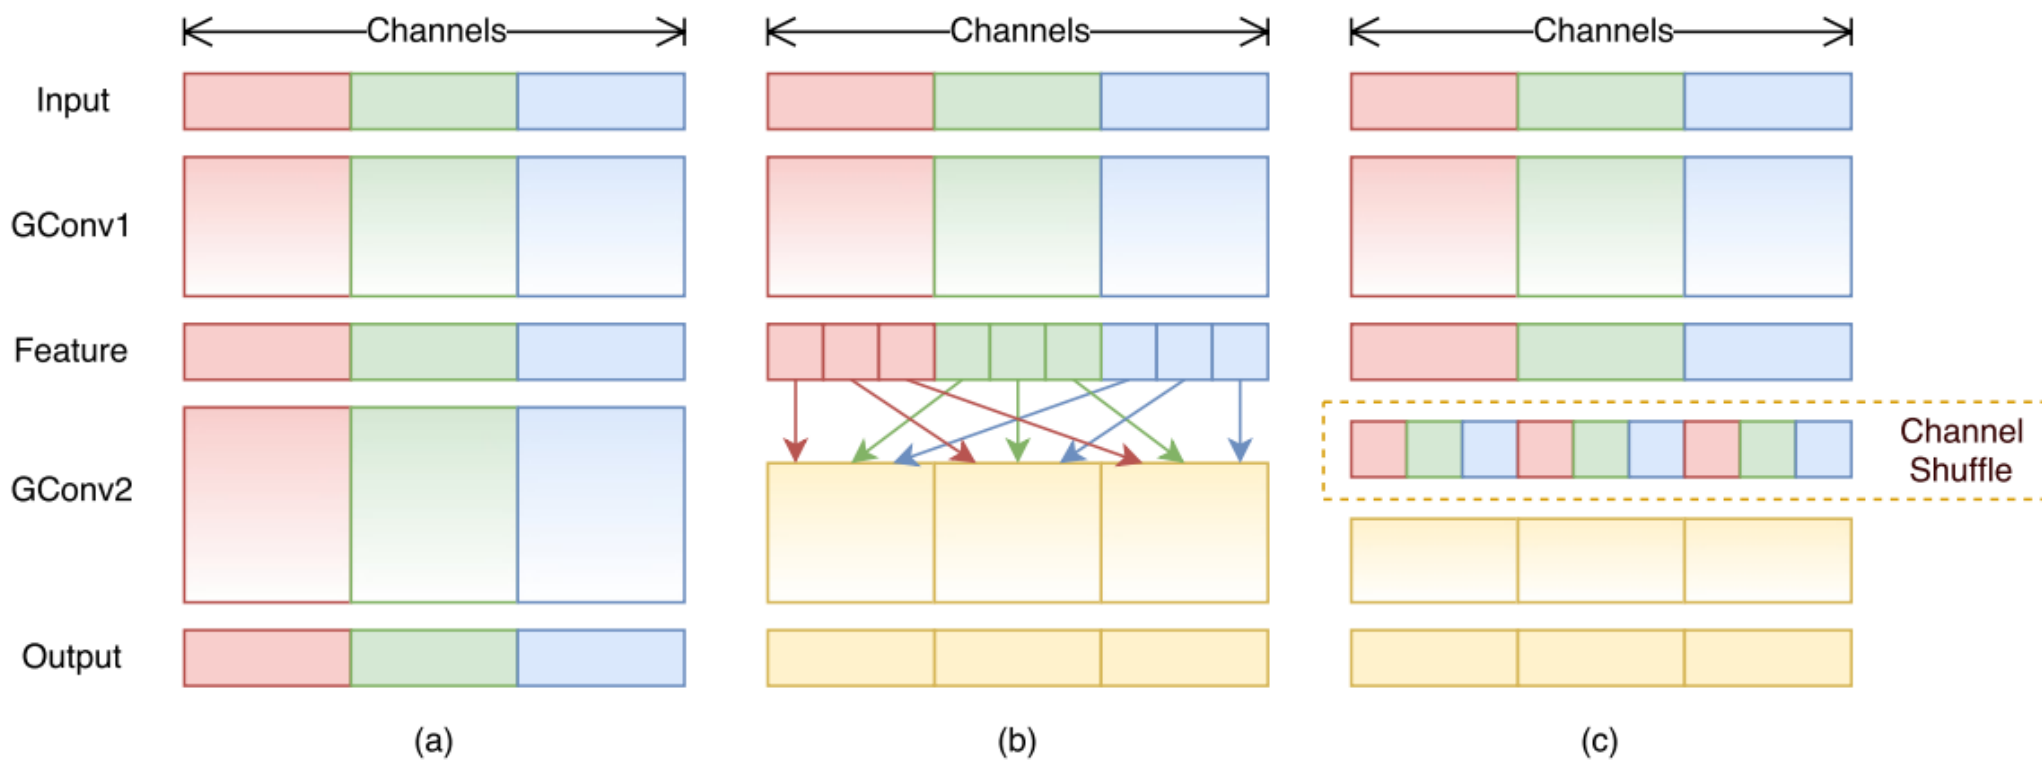 Channels
Channels
Channels
Input
GConv1
Feature
Channel
Shuffle
GConv2
Output
(a)
(b)
(c)